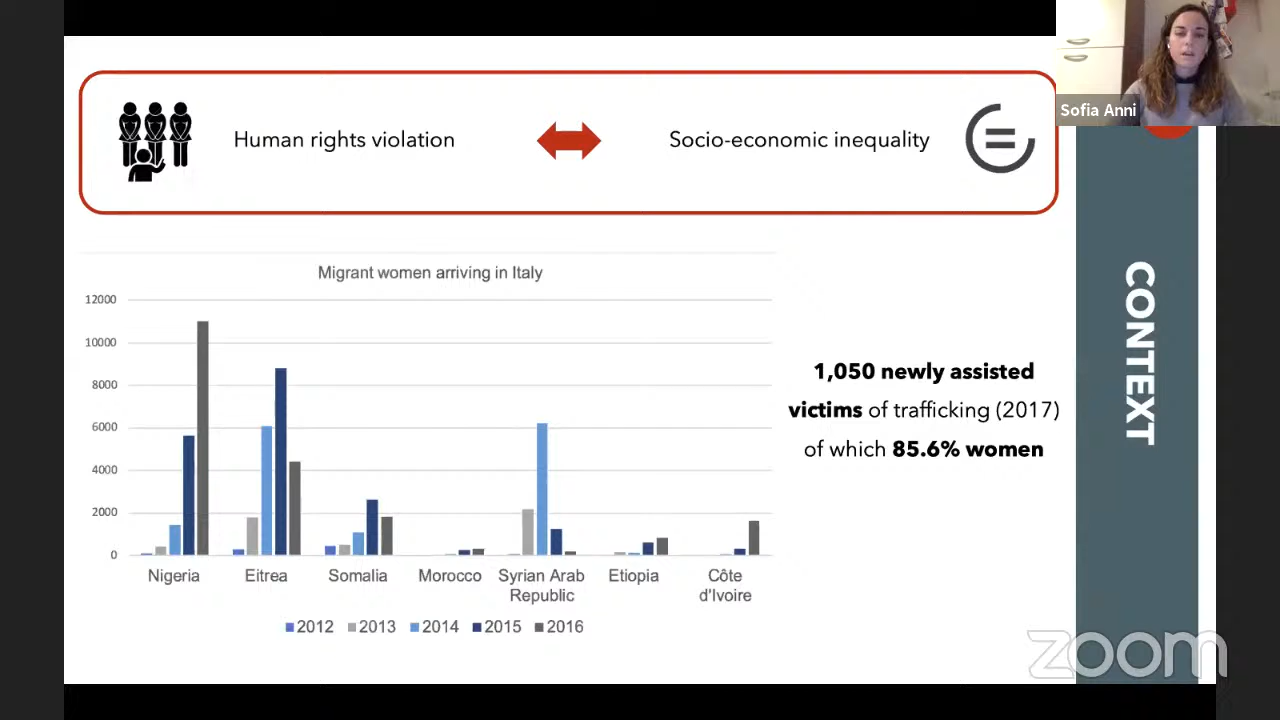 Sofia Anni
Human rights violation
Socio-economic inequality
CONTEXT
Migrant women arriving in Italy
12000
10000
8000
6000
4000
2000
0
Nigeria
Eitrea
Somalia
Morocco
Syrian Arab
Republic
Etiopia
Côte
d'Ivoire
2012
2013
2014
2015
2016
1,050 newly assisted
victims of trafficking (2017)
of which 85.6% women
zoom